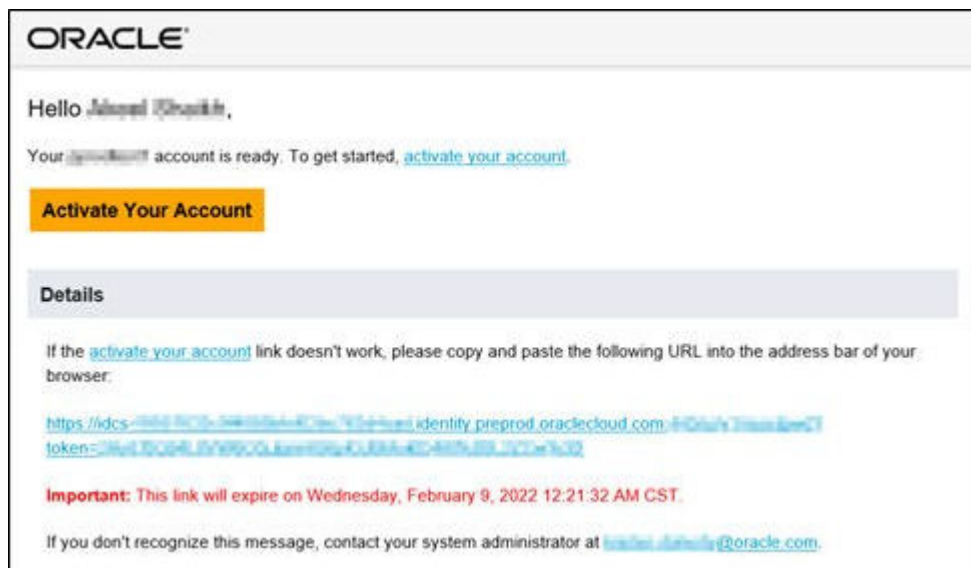 ORACLE
Hello
Your account is ready. To get started, activate your account.
Activate Your Account
Details
If the activate your account link doesn't work, please copy and paste the following URL into the address bar of your
browser:
https://idcs- .identity.preprod.oraclecloud.com
token=
Important: This link will expire on Wednesday, February 9, 2022 12:21:32 AM CST.
If you don't recognize this message, contact your system administrator at @oracle.com.